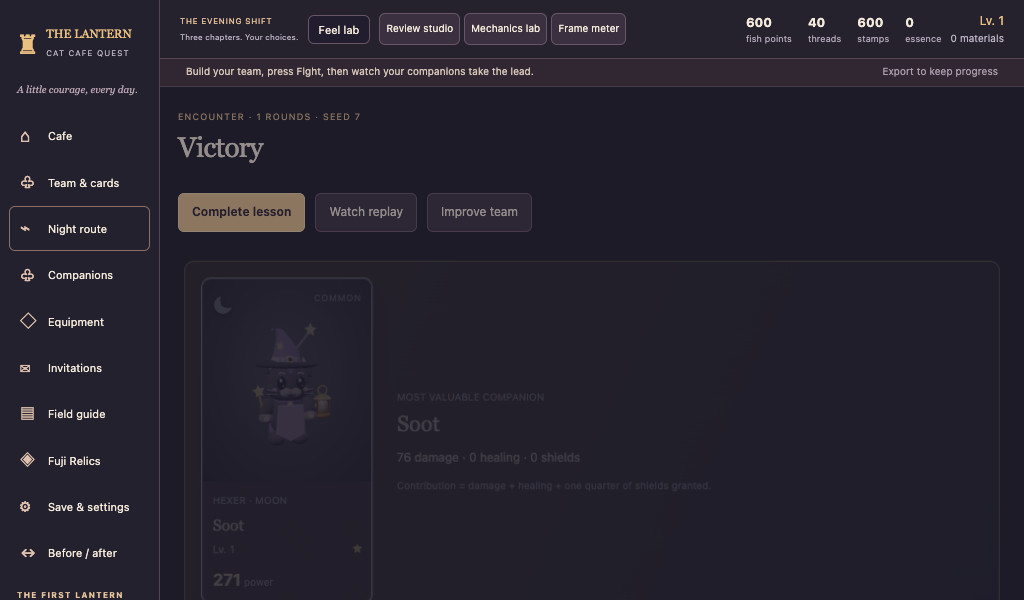 THE LANTERN
CAT CAFE QUEST
A little courage, every day.
Cafe
Team & cards
Night route
Companions
Equipment
Invitations
Field guide
Fuji Relics
Save & settings
Before / after
THE FIRST LANTERN
THE EVENING SHIFT
Three chapters. Your choices.
Feel lab
Review studio
Mechanics lab
Frame meter
600
fish points
40
threads
600
stamps
0
essence
Lv. 1
0 materials
Build your team, press Fight, then watch your companions take the lead.
Export to keep progress
ENCOUNTER · 1 ROUNDS · SEED 7
Victory
Complete lesson
Watch replay
Improve team
COMMON
HEXER · MOON
Soot
Lv. 1
271 power
MOST VALUABLE COMPANION
Soot
76 damage · 0 healing · 0 shields
Contribution = damage + healing + one quarter of shields granted.